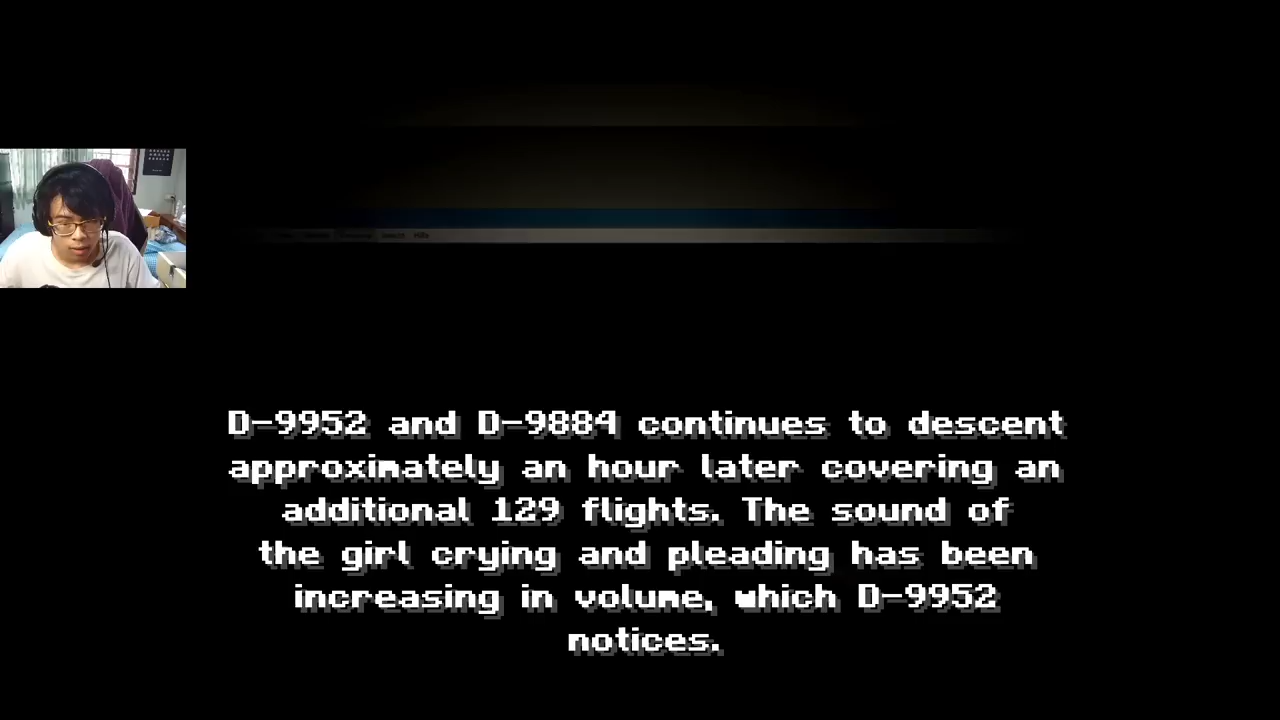 D-9952 and D-9884 continues to descent
approximately an hour later covering an
additional 129 flights. The sound of
the girl crying and pleading has been
increasing in volume, which D-9952
notices.